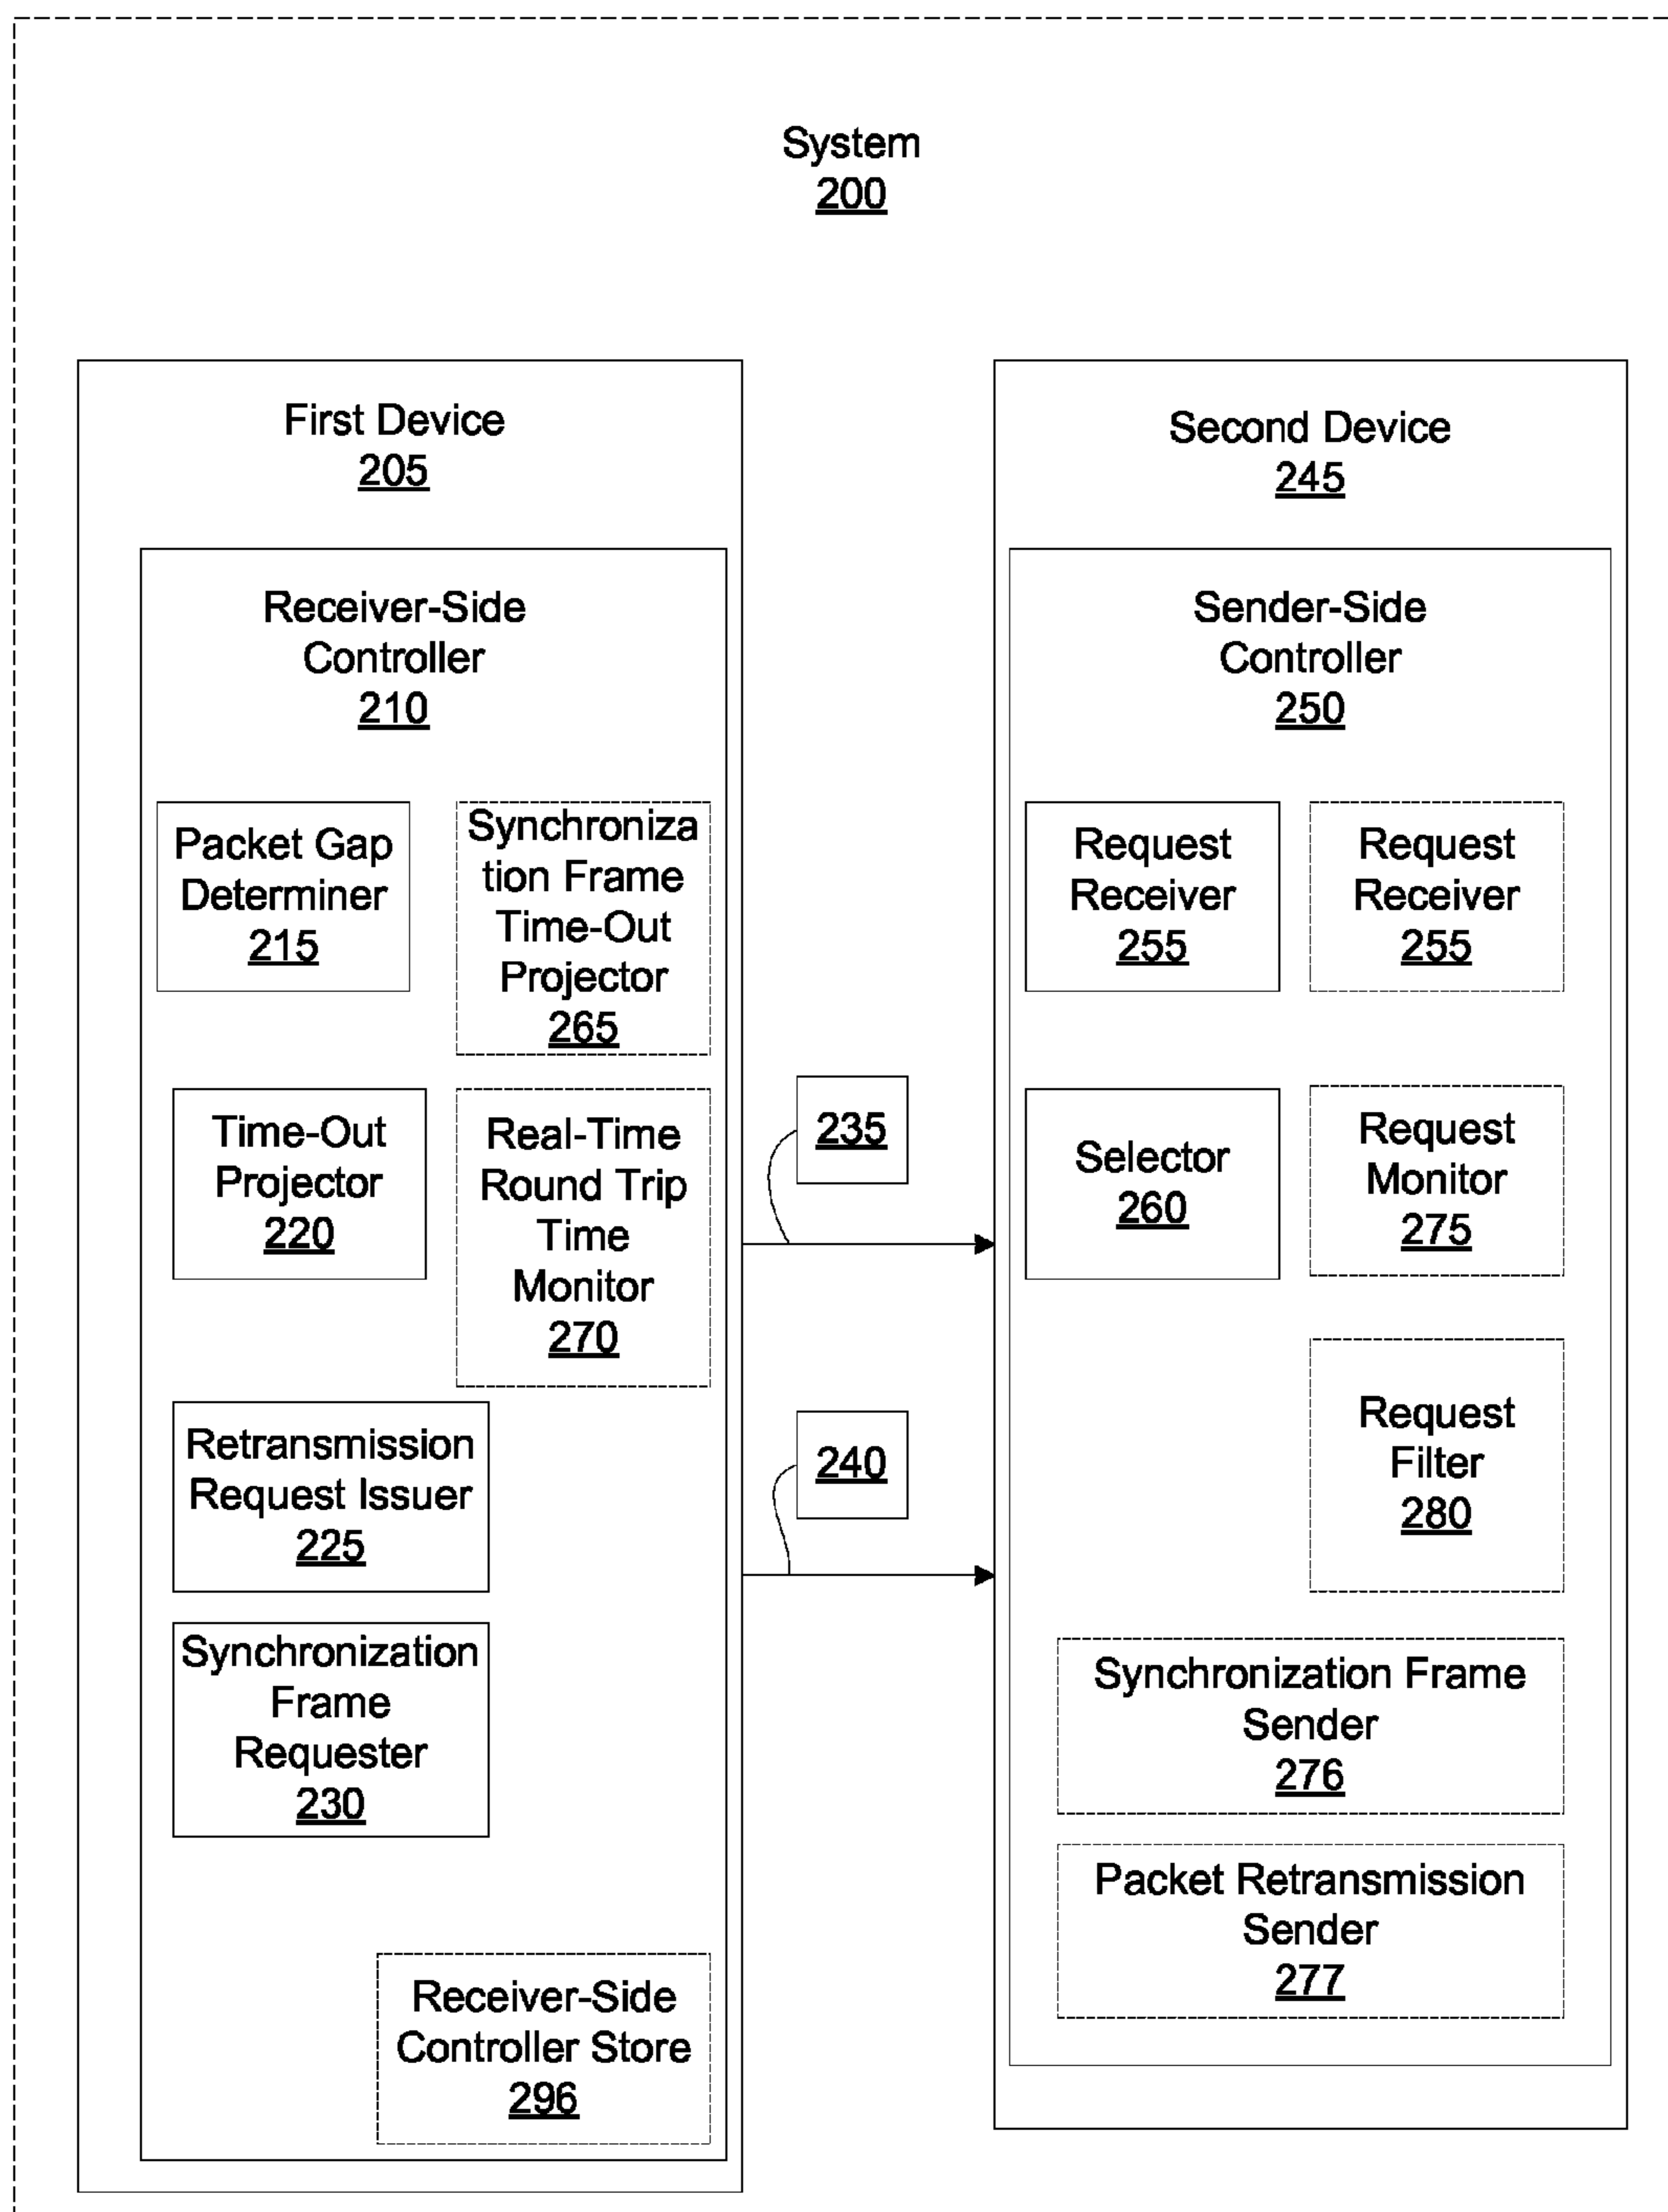 System
200
First Device
205
Receiver-Side
Controller
210
Packet Gap
Determiner
215
Synchroniza
tion Frame
Time-Out
Projector
265
Time-Out
Projector
220
Real-Time
Round Trip
Time
Monitor
270
Retransmission
Request Issuer
225
Synchronization
Frame
Requester
230
Receiver-Side
Controller Store
296
235
240
Second Device
245
Sender-Side
Controller
250
Request
Receiver
255
Request
Receiver
255
Selector
260
Request
Monitor
275
Request
Filter
280
Synchronization Frame
Sender
276
Packet Retransmission
Sender
277